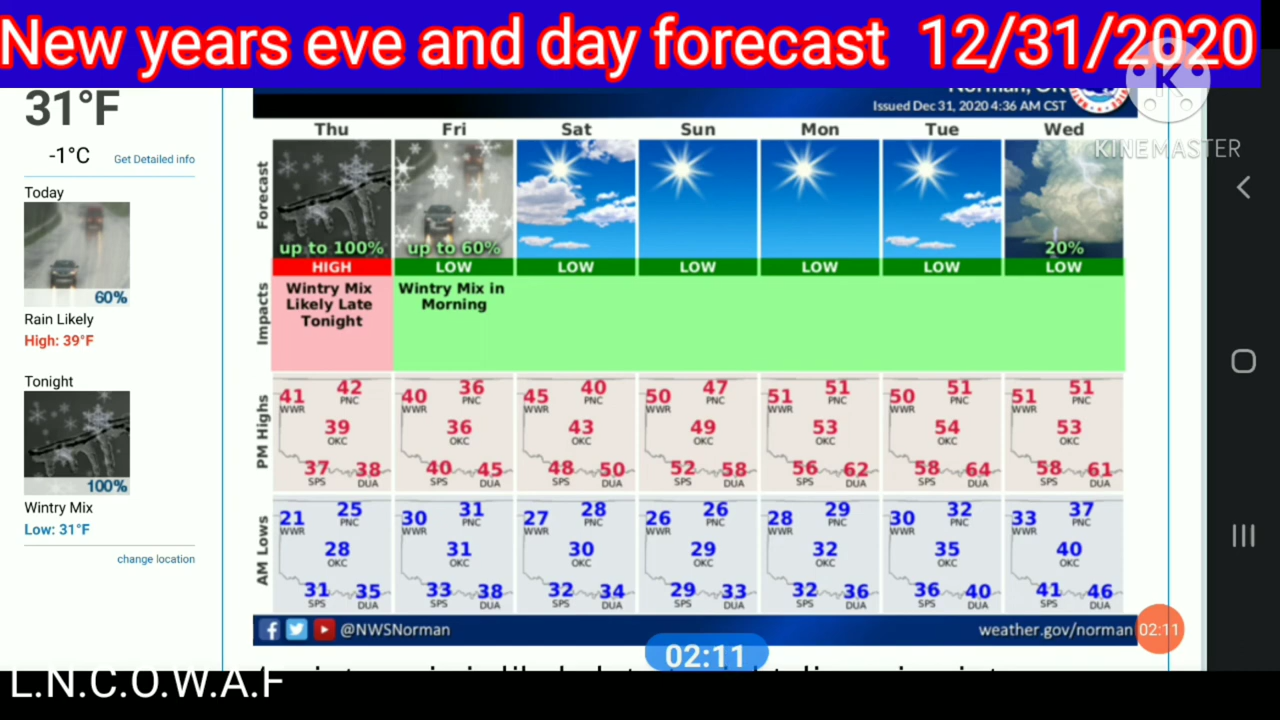 New years eve and day forecast 12/31/2020
KINEMASTER
31°F
-1°C Get Detailed info
Today
60%
Rain Likely
High: 39°F
Tonight
100%
Wintry Mix
Low: 31°F
change location
Norman, OK
Issued Dec 31, 2020 4:36 AM CST
Thu Fri Sat Sun Mon Tue Wed
Forecast
up to 100% up to 60% 20%
HIGH LOW LOW LOW LOW LOW LOW
Impacts
Wintry Mix Likely Late Tonight
Wintry Mix in Morning
PM Highs
41 WWR 42 PNC 39 OKC 37 SPS 38 DUA
40 WWR 36 PNC 36 OKC 40 SPS 45 DUA
45 WWR 40 PNC 43 OKC 48 SPS 50 DUA
50 WWR 47 PNC 49 OKC 52 SPS 58 DUA
51 WWR 51 PNC 53 OKC 56 SPS 62 DUA
50 WWR 51 PNC 54 OKC 58 SPS 64 DUA
51 WWR 51 PNC 53 OKC 58 SPS 61 DUA
AM Lows
21 WWR 25 PNC 28 OKC 31 SPS 35 DUA
30 WWR 31 PNC 31 OKC 33 SPS 38 DUA
27 WWR 28 PNC 30 OKC 32 SPS 34 DUA
26 WWR 26 PNC 29 OKC 29 SPS 33 DUA
28 WWR 29 PNC 32 OKC 32 SPS 36 DUA
30 WWR 32 PNC 35 OKC 36 SPS 40 DUA
33 WWR 37 PNC 40 OKC 41 SPS 46 DUA
@NWSNorman weather.gov/norman
02:11
02:11
L.N.C.O.W.A.F